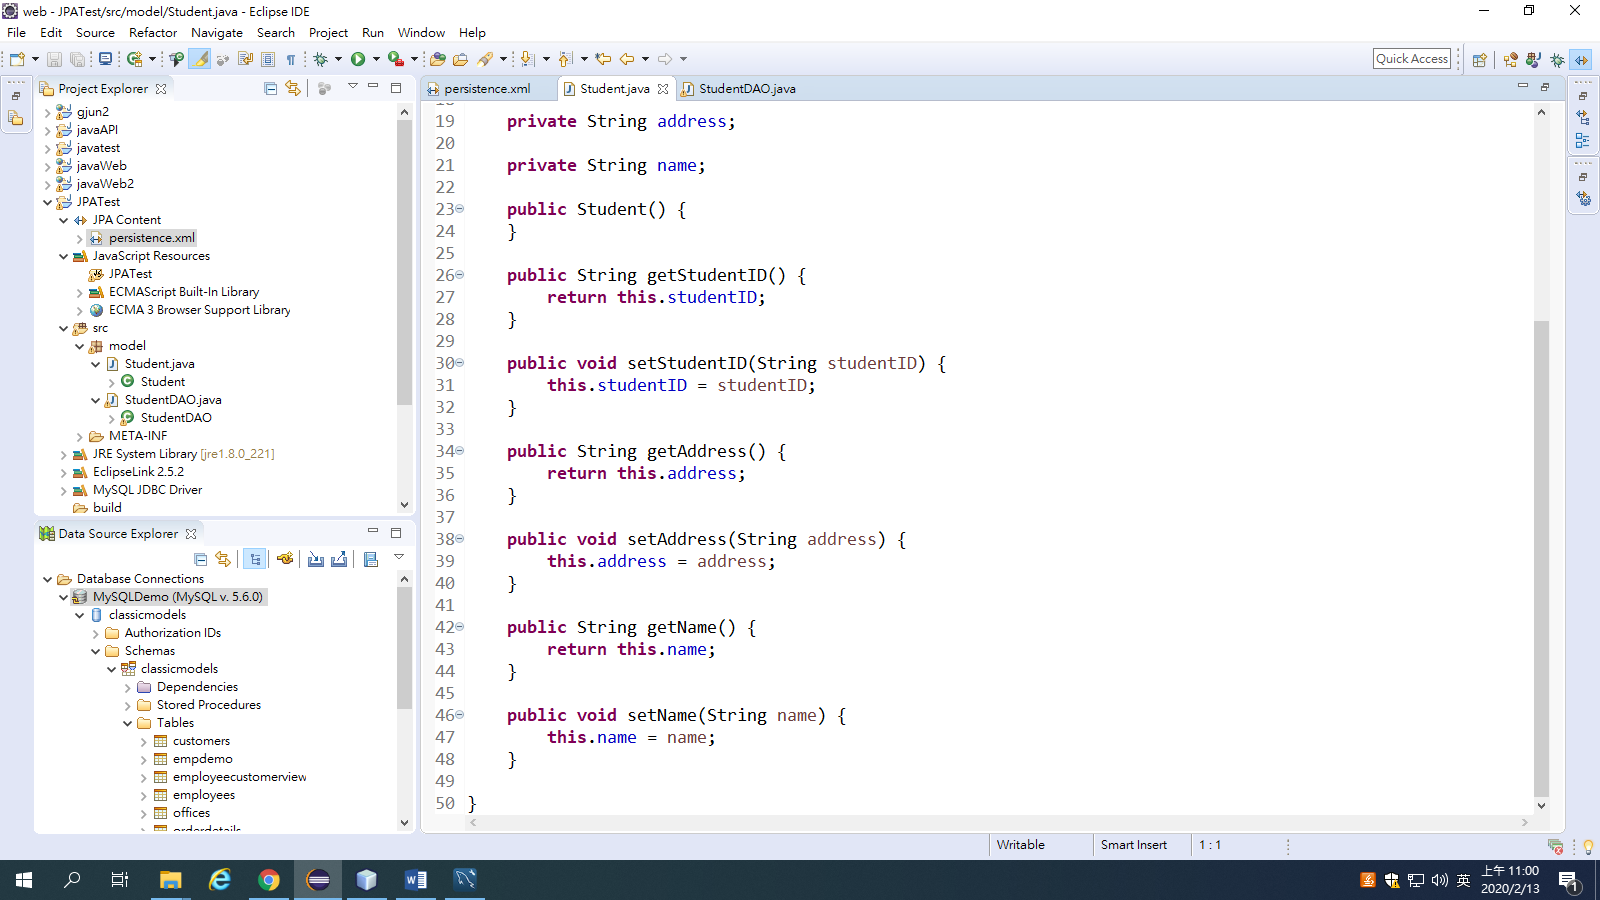 web - JPATest/src/model/Student.java - Eclipse IDE
File Edit Source Refactor Navigate Search Project Run Window Help
Quick Access
Project Explorer
gjun2
javaAPI
javatest
javaWeb
javaWeb2
JPATest
JPA Content
persistence.xml
JavaScript Resources
JPATest
ECMAScript Built-In Library
ECMA 3 Browser Support Library
src
model
Student.java
Student
StudentDAO.java
StudentDAO
META-INF
JRE System Library [jre1.8.0_221]
EclipseLink 2.5.2
MySQL JDBC Driver
build
Data Source Explorer
Database Connections
MySQLDemo (MySQL v. 5.6.0)
classicmodels
Authorization IDs
Schemas
classicmodels
Dependencies
Stored Procedures
Tables
customers
empdemo
employeecustomerview
employees
offices
orderdetails
persistence.xml Student.java StudentDAO.java
18
19 private String address;
20
21 private String name;
22
23 public Student() {
24 }
25
26 public String getStudentID() {
27 return this.studentID;
28 }
29
30 public void setStudentID(String studentID) {
31 this.studentID = studentID;
32 }
33
34 public String getAddress() {
35 return this.address;
36 }
37
38 public void setAddress(String address) {
39 this.address = address;
40 }
41
42 public String getName() {
43 return this.name;
44 }
45
46 public void setName(String name) {
47 this.name = name;
48 }
49
50 }
Writable Smart Insert 1 : 1
英 上午 11:00
2020/2/13
1